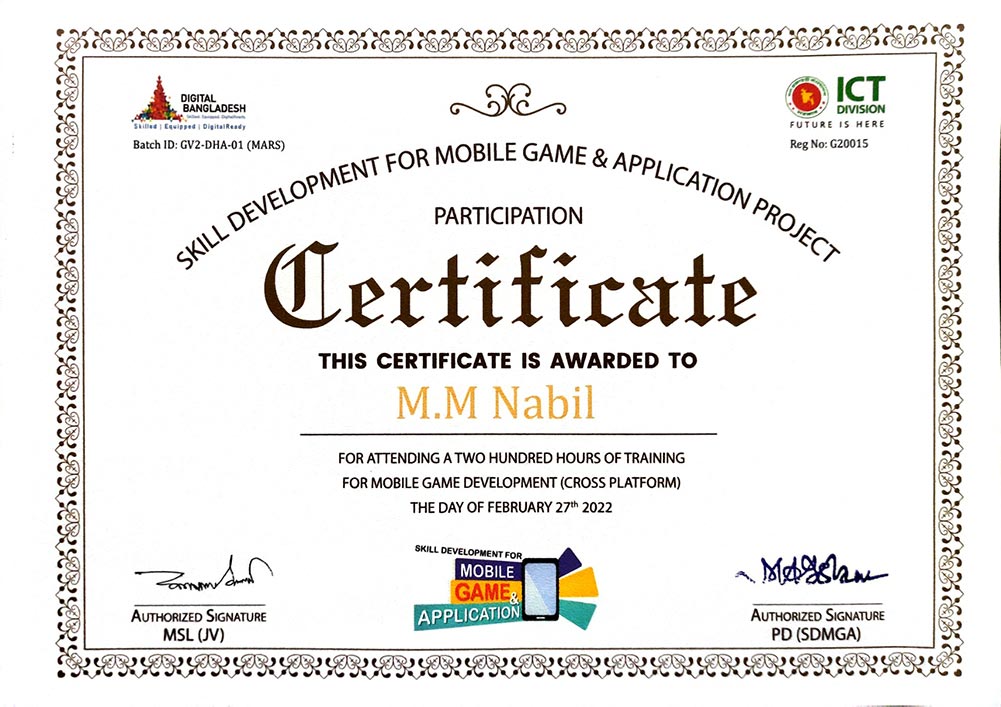 DIGITAL
BANGLADESH
Skilled | Equipped | DigitalReady
Batch ID: GV2-DHA-01 (MARS)
ICT
DIVISION
FUTURE IS HERE
Reg No: G20015
SKILL DEVELOPMENT FOR MOBILE GAME & APPLICATION PROJECT
PARTICIPATION
Certificate
THIS CERTIFICATE IS AWARDED TO
M.M Nabil
FOR ATTENDING A TWO HUNDRED HOURS OF TRAINING
FOR MOBILE GAME DEVELOPMENT (CROSS PLATFORM)
THE DAY OF FEBRUARY 27th 2022
SKILL DEVELOPMENT FOR
MOBILE
GAME &
APPLICATION
AUTHORIZED SIGNATURE
MSL (JV)
AUTHORIZED SIGNATURE
PD (SDMGA)